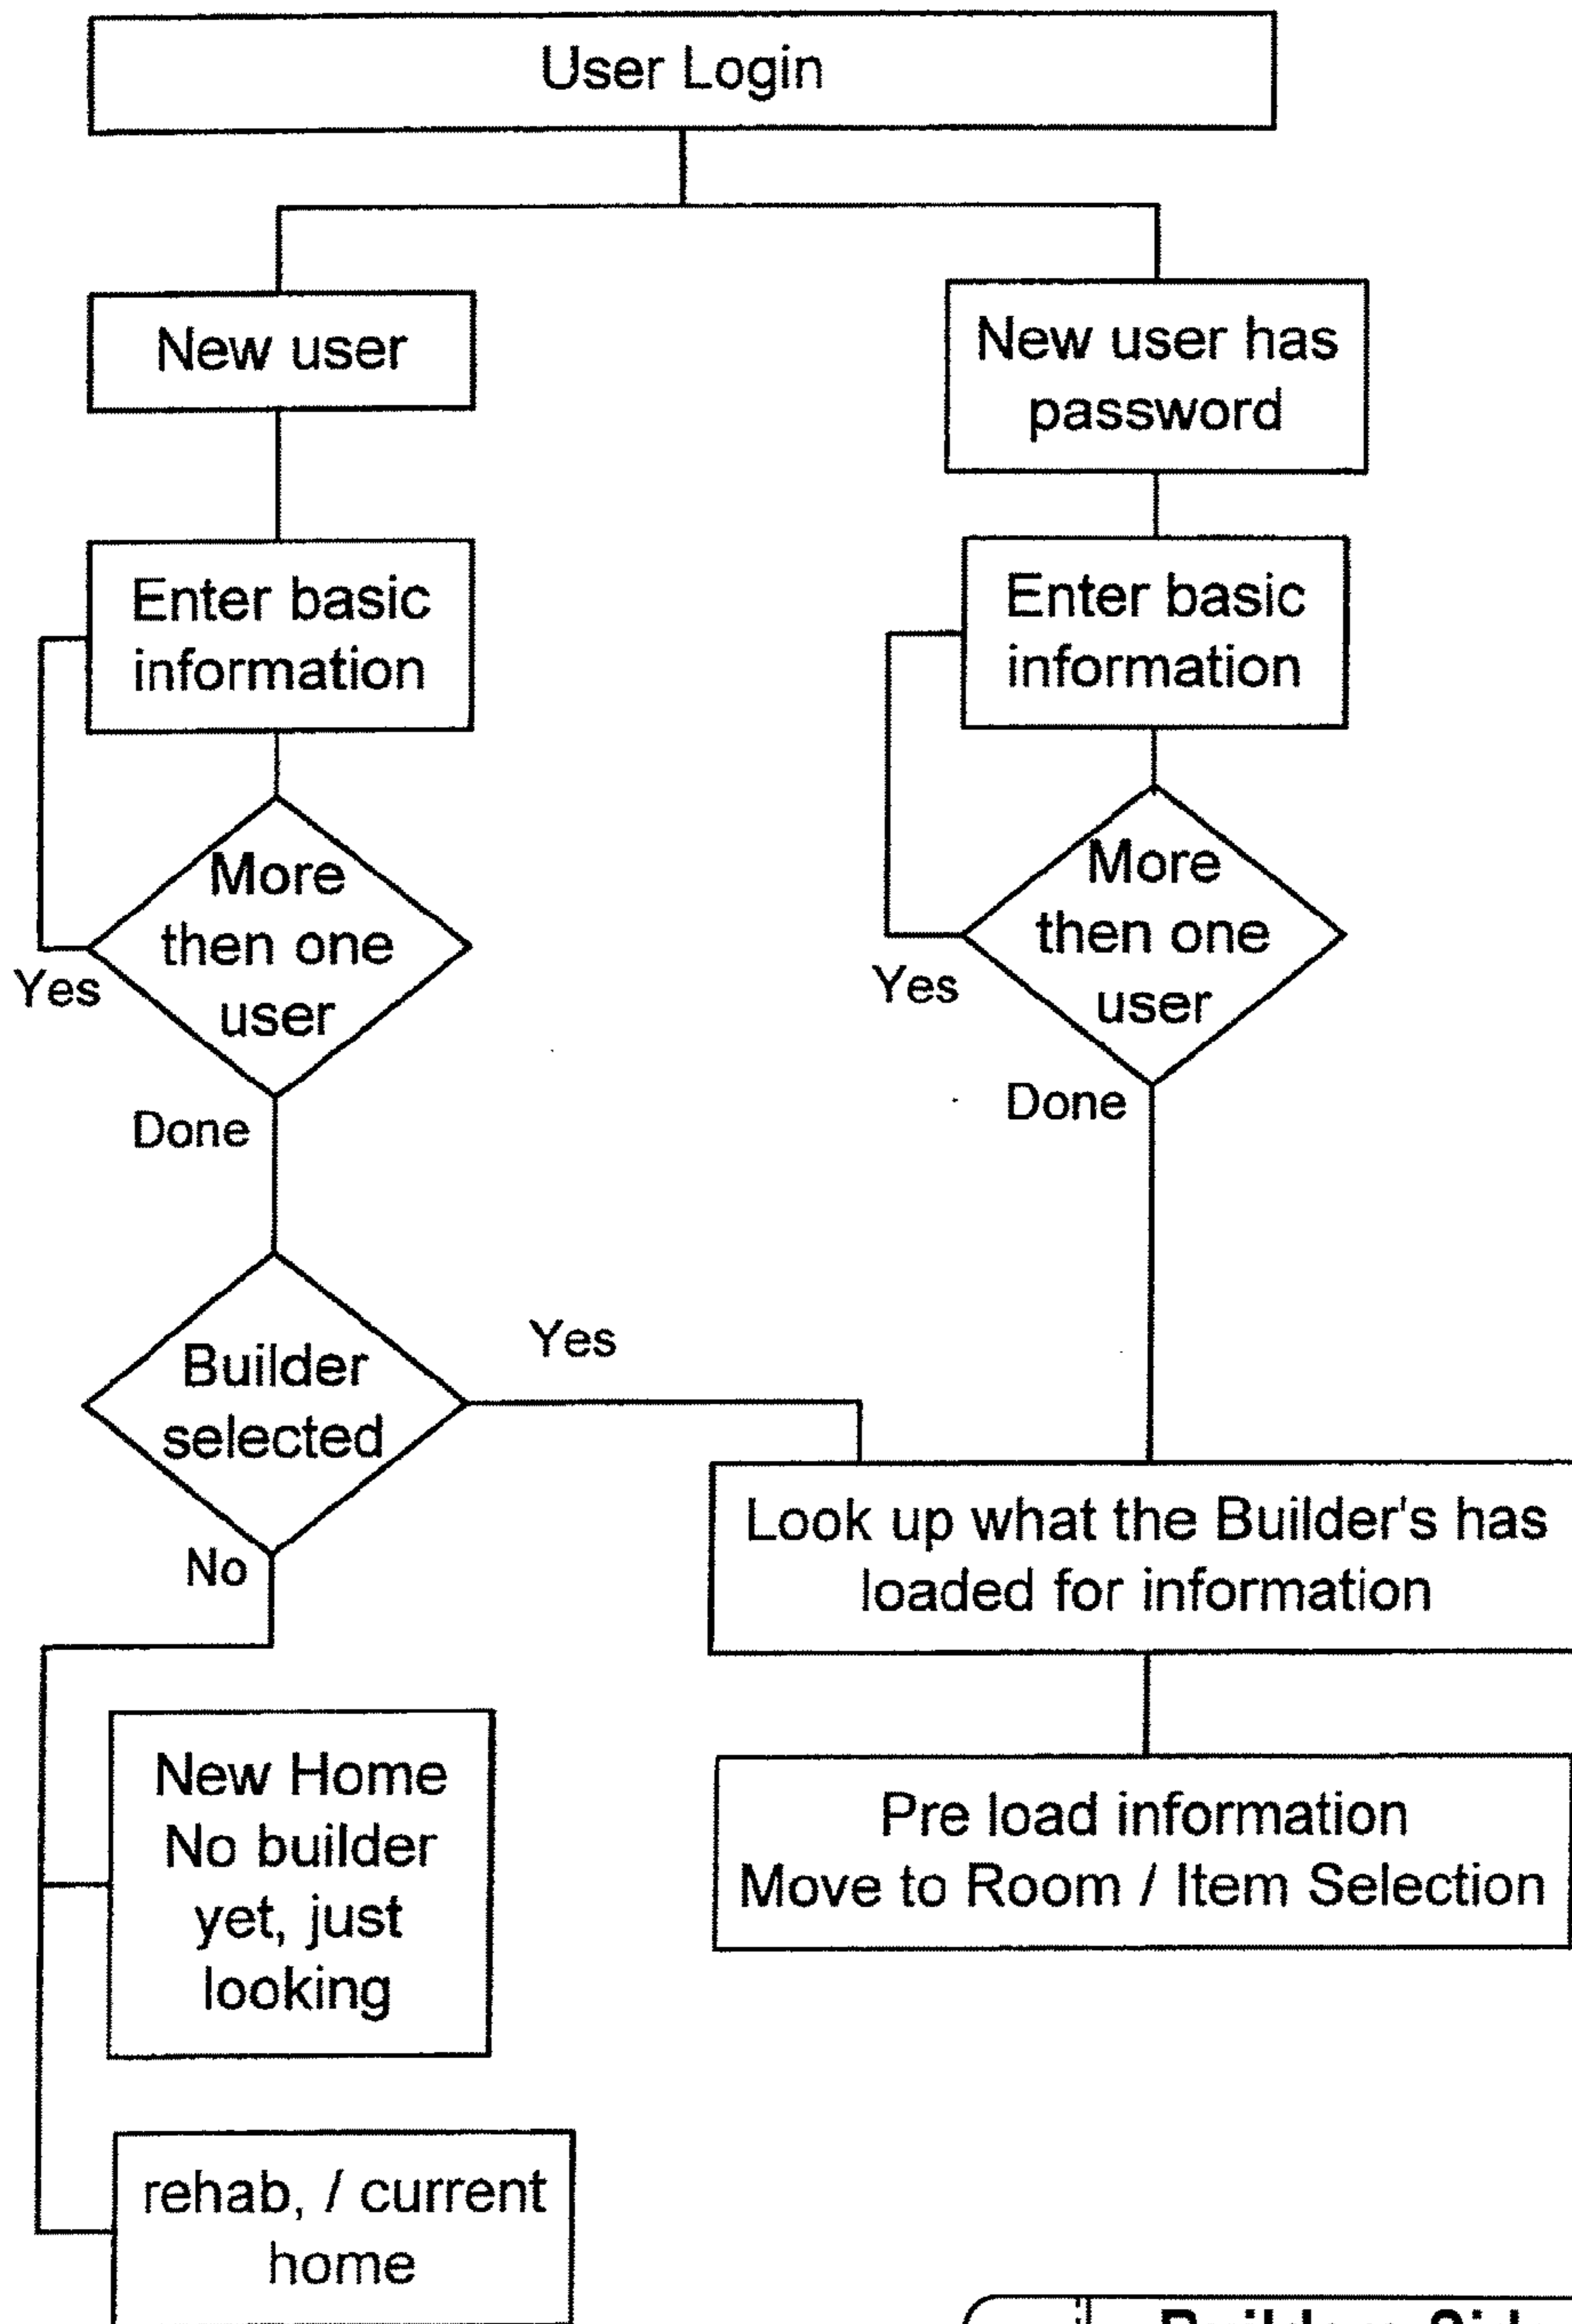 User Login
New user
New user has
password
Enter basic
information
Enter basic
information
More
then one
user
Yes
More
then one
user
Yes
Done
Done
Builder
selected
Yes
No
Look up what the Builder's has
loaded for information
New Home
No builder
yet, just
looking
Pre load information
Move to Room / Item Selection
rehab, / current
home